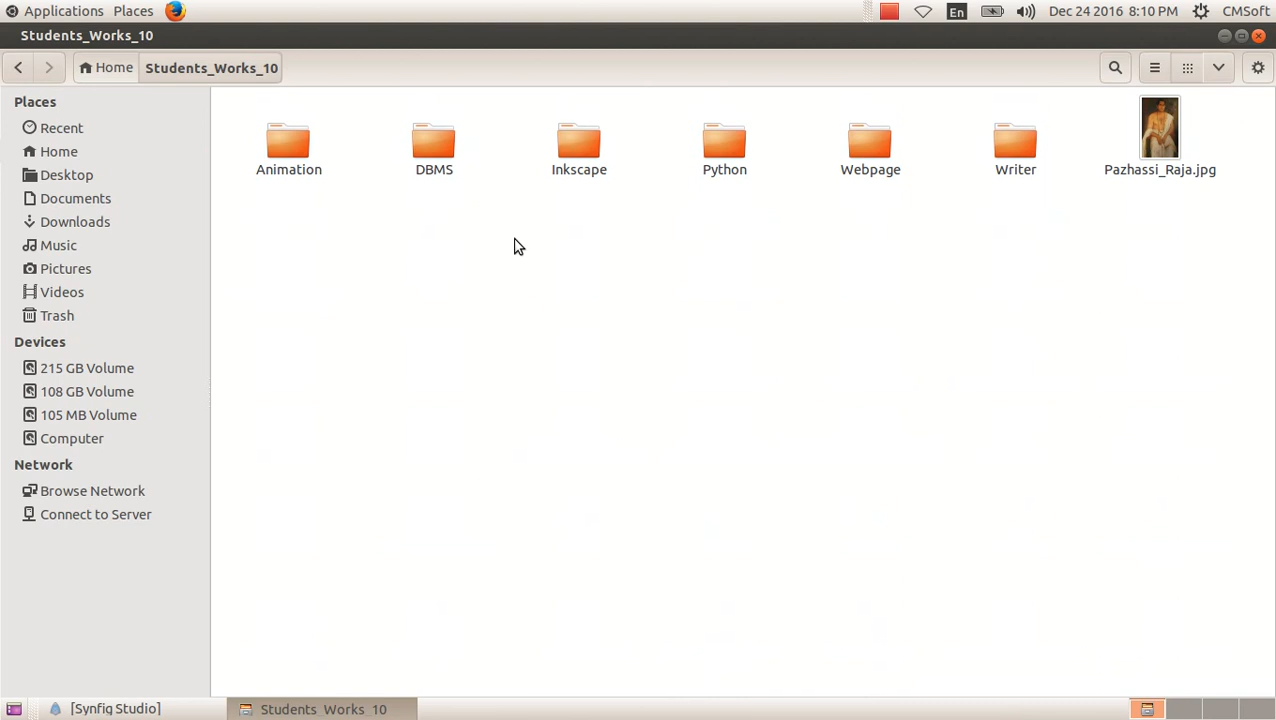 Applications Places En Dec 24 2016 8:10 PM CMSoft
Students_Works_10
Home Students_Works_10
Places
Recent
Home
Desktop
Documents
Downloads
Music
Pictures
Videos
Trash
Devices
215 GB Volume
108 GB Volume
105 MB Volume
Computer
Network
Browse Network
Connect to Server
Animation DBMS Inkscape Python Webpage Writer Pazhassi_Raja.jpg
[Synfig Studio] Students_Works_10